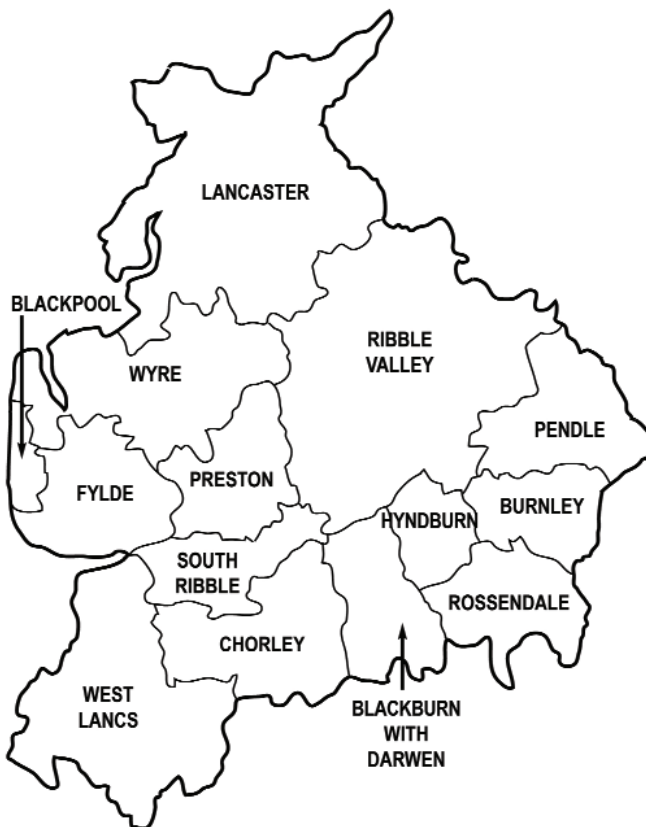 LANCASTER
BLACKPOOL
RIBBLE
VALLEY
WYRE
PENDLE
PRESTON
FYLDE
BURNLEY
HYNDBURN
SOUTH
RIBBLE
ROSSENDALE
CHORLEY
WEST
LANCS
BLACKBURN
WITH
DARWEN